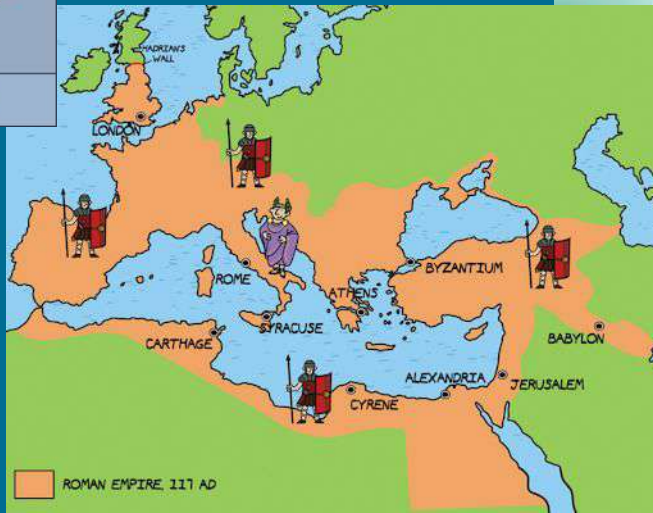 HADRIAN'S
WALL
LONDON
ROME
BYZANTIUM
ATHENS
SYRACUSE
CARTHAGE
BABYLON
ALEXANDRIA
JERUSALEM
CYRENE
ROMAN EMPIRE, 117 AD